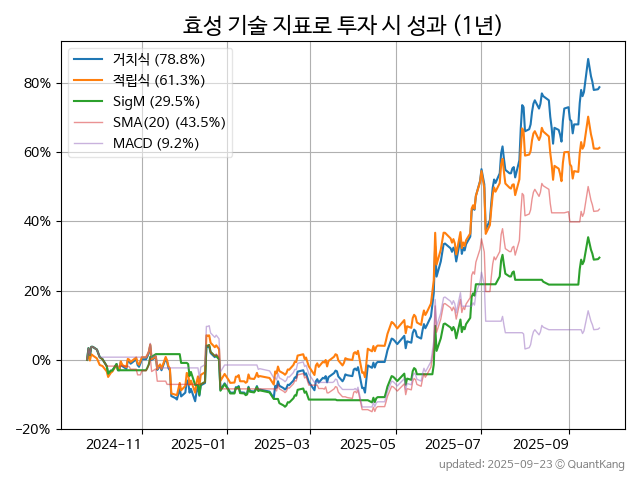 효성 기술 지표로 투자 시 성과 (1년)
거치식 (78.8%)
적립식 (61.3%)
SigM (29.5%)
SMA(20) (43.5%)
MACD (9.2%)
80%
60%
40%
20%
0%
−20%
2024-11 2025-01 2025-03 2025-05 2025-07 2025-09
updated: 2025-09-23 © QuantKang